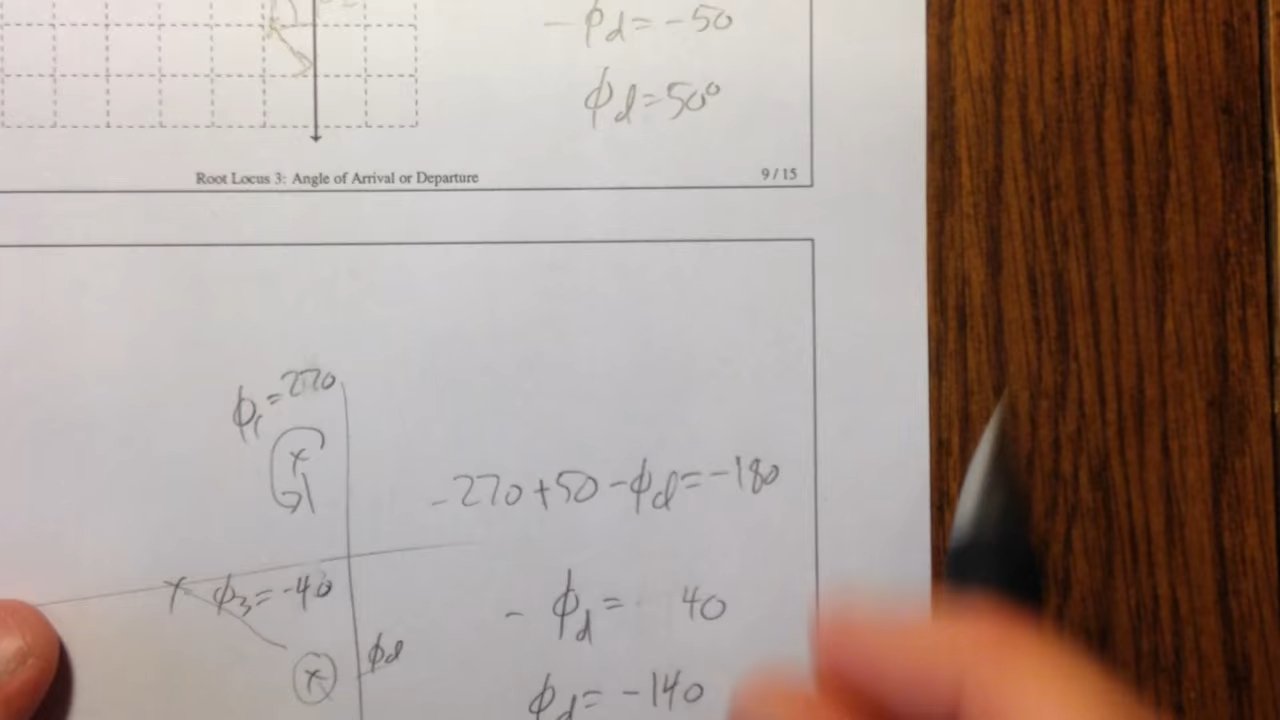 - ϕd = -50
ϕd = 50°
Root Locus 3: Angle of Arrival or Departure
9 / 15
ϕ1 = 270
x
-270+50-ϕd = -180
x ϕ3 = -40
- ϕd = 40
ϕd
x
ϕd = -140